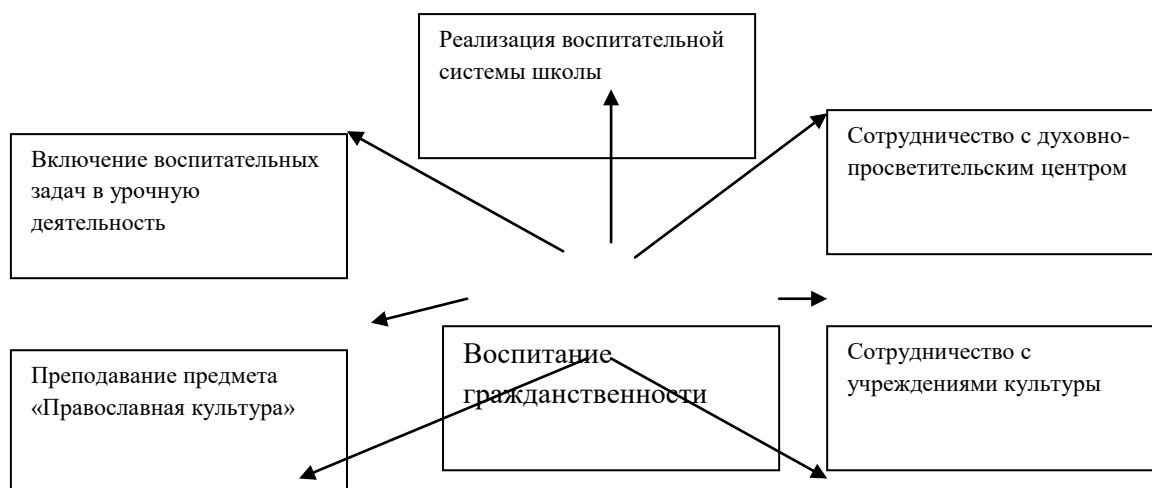 Реализация воспитательной
системы школы
Включение воспитательных
задач в урочную
деятельность
Сотрудничество с духовно-
просветительским центром
Преподавание предмета
«Православная культура»
Воспитание
гражданственности
Сотрудничество с
учреждениями культуры